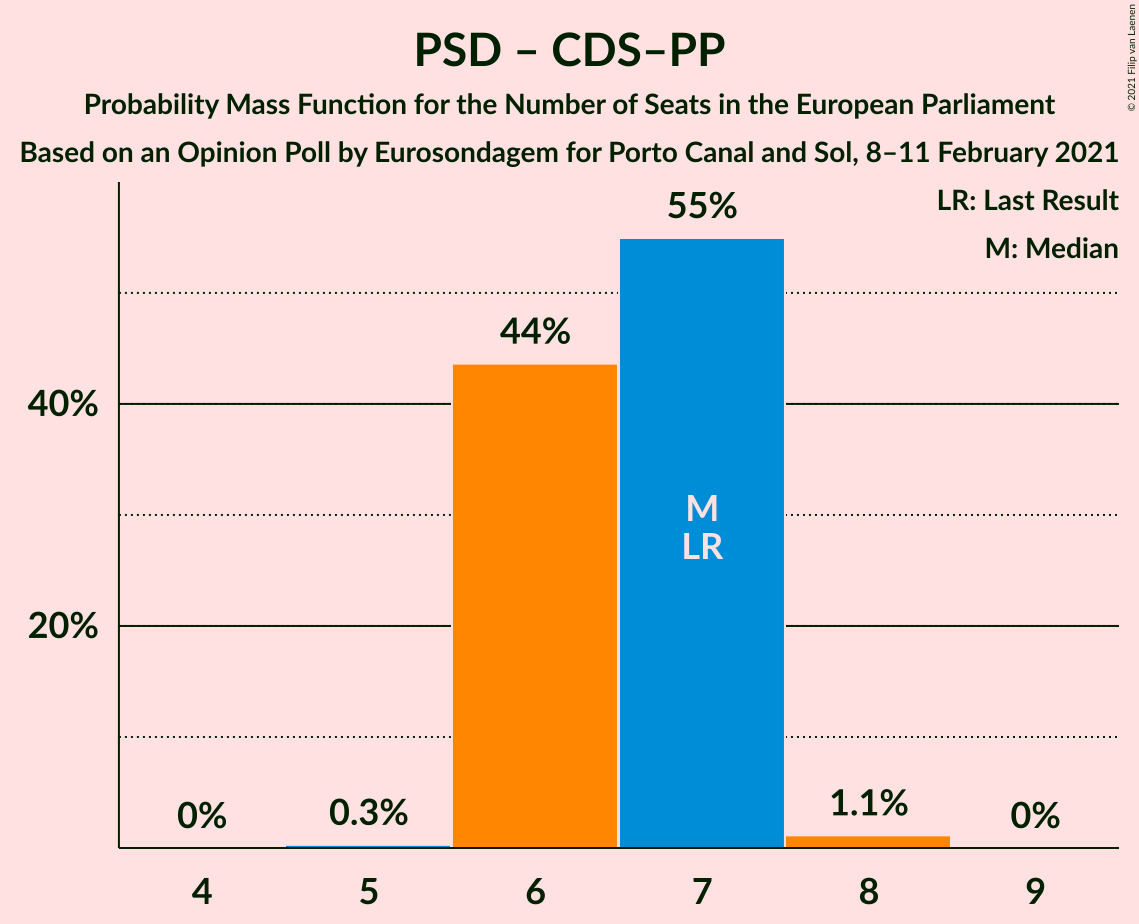 PSD – CDS–PP
Probability Mass Function for the Number of Seats in the European Parliament
Based on an Opinion Poll by Eurosondagem for Porto Canal and Sol, 8–11 February 2021
© 2021 Filip van Laenen
LR: Last Result
M: Median
55%
44%
40%
M
LR
20%
0%
0.3%
1.1%
0%
4 5 6 7 8 9